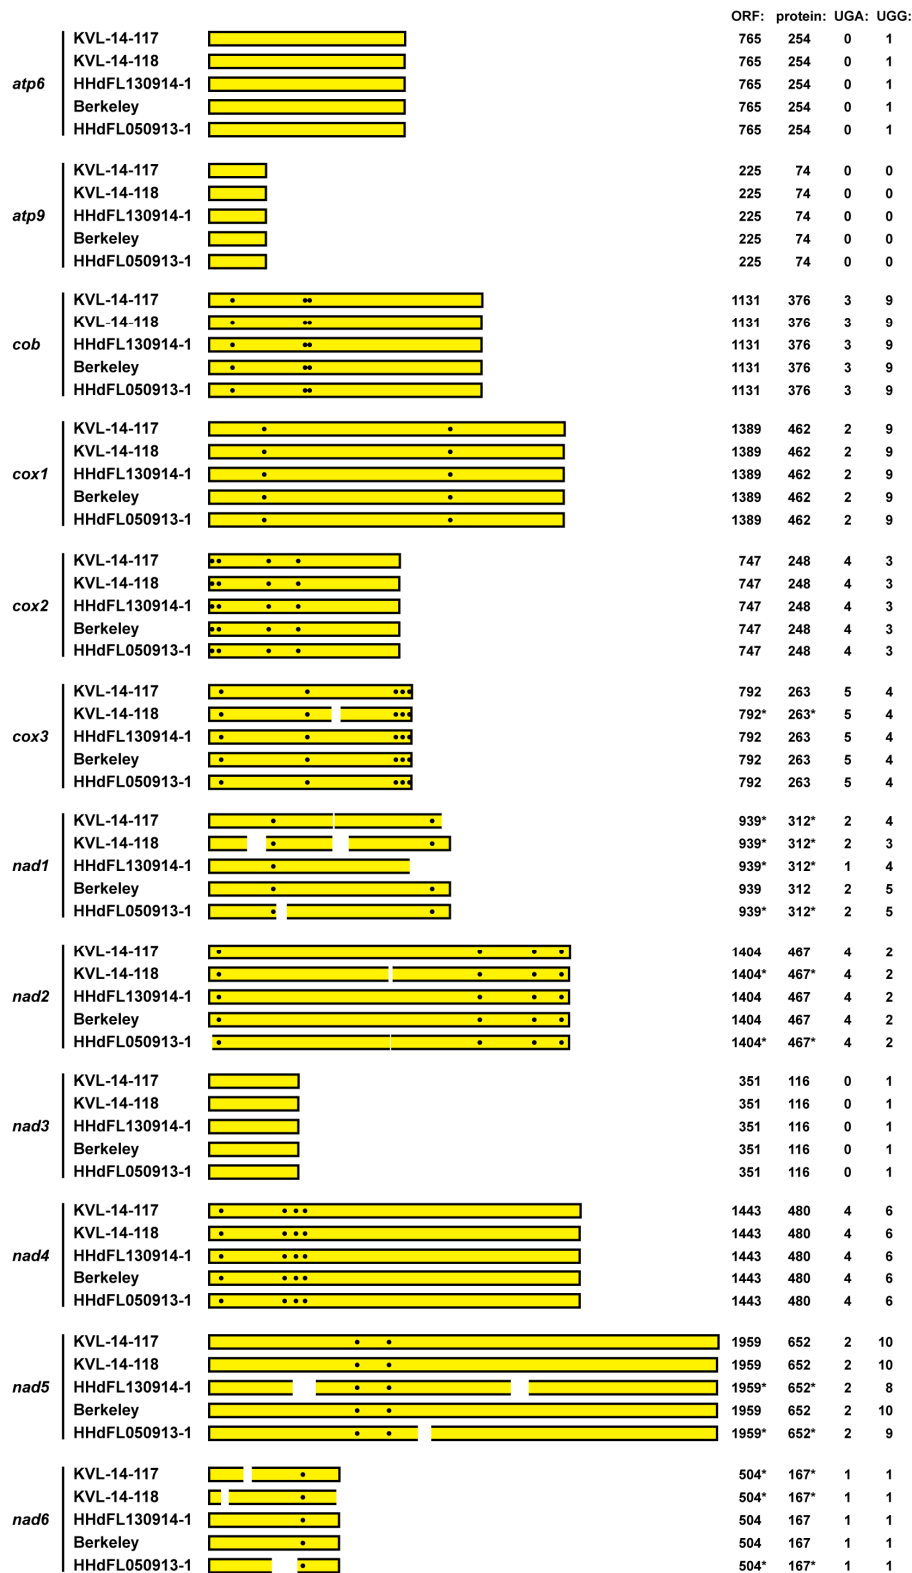 ORF: protein: UGA: UGG:
atp6
KVL-14-117 765 254 0 1
KVL-14-118 765 254 0 1
HHdFL130914-1 765 254 0 1
Berkeley 765 254 0 1
HHdFL050913-1 765 254 0 1
atp9
KVL-14-117 225 74 0 0
KVL-14-118 225 74 0 0
HHdFL130914-1 225 74 0 0
Berkeley 225 74 0 0
HHdFL050913-1 225 74 0 0
cob
KVL-14-117 1131 376 3 9
KVL-14-118 1131 376 3 9
HHdFL130914-1 1131 376 3 9
Berkeley 1131 376 3 9
HHdFL050913-1 1131 376 3 9
cox1
KVL-14-117 1389 462 2 9
KVL-14-118 1389 462 2 9
HHdFL130914-1 1389 462 2 9
Berkeley 1389 462 2 9
HHdFL050913-1 1389 462 2 9
cox2
KVL-14-117 747 248 4 3
KVL-14-118 747 248 4 3
HHdFL130914-1 747 248 4 3
Berkeley 747 248 4 3
HHdFL050913-1 747 248 4 3
cox3
KVL-14-117 792 263 5 4
KVL-14-118 792* 263* 5 4
HHdFL130914-1 792 263 5 4
Berkeley 792 263 5 4
HHdFL050913-1 792 263 5 4
nad1
KVL-14-117 939* 312* 2 4
KVL-14-118 939* 312* 2 3
HHdFL130914-1 939* 312* 1 4
Berkeley 939 312 2 5
HHdFL050913-1 939* 312* 2 5
nad2
KVL-14-117 1404 467 4 2
KVL-14-118 1404* 467* 4 2
HHdFL130914-1 1404 467 4 2
Berkeley 1404 467 4 2
HHdFL050913-1 1404* 467* 4 2
nad3
KVL-14-117 351 116 0 1
KVL-14-118 351 116 0 1
HHdFL130914-1 351 116 0 1
Berkeley 351 116 0 1
HHdFL050913-1 351 116 0 1
nad4
KVL-14-117 1443 480 4 6
KVL-14-118 1443 480 4 6
HHdFL130914-1 1443 480 4 6
Berkeley 1443 480 4 6
HHdFL050913-1 1443 480 4 6
nad5
KVL-14-117 1959 652 2 10
KVL-14-118 1959 652 2 10
HHdFL130914-1 1959* 652* 2 8
Berkeley 1959 652 2 10
HHdFL050913-1 1959* 652* 2 9
nad6
KVL-14-117 504* 167* 1 1
KVL-14-118 504* 167* 1 1
HHdFL130914-1 504 167 1 1
Berkeley 504 167 1 1
HHdFL050913-1 504* 167* 1 1